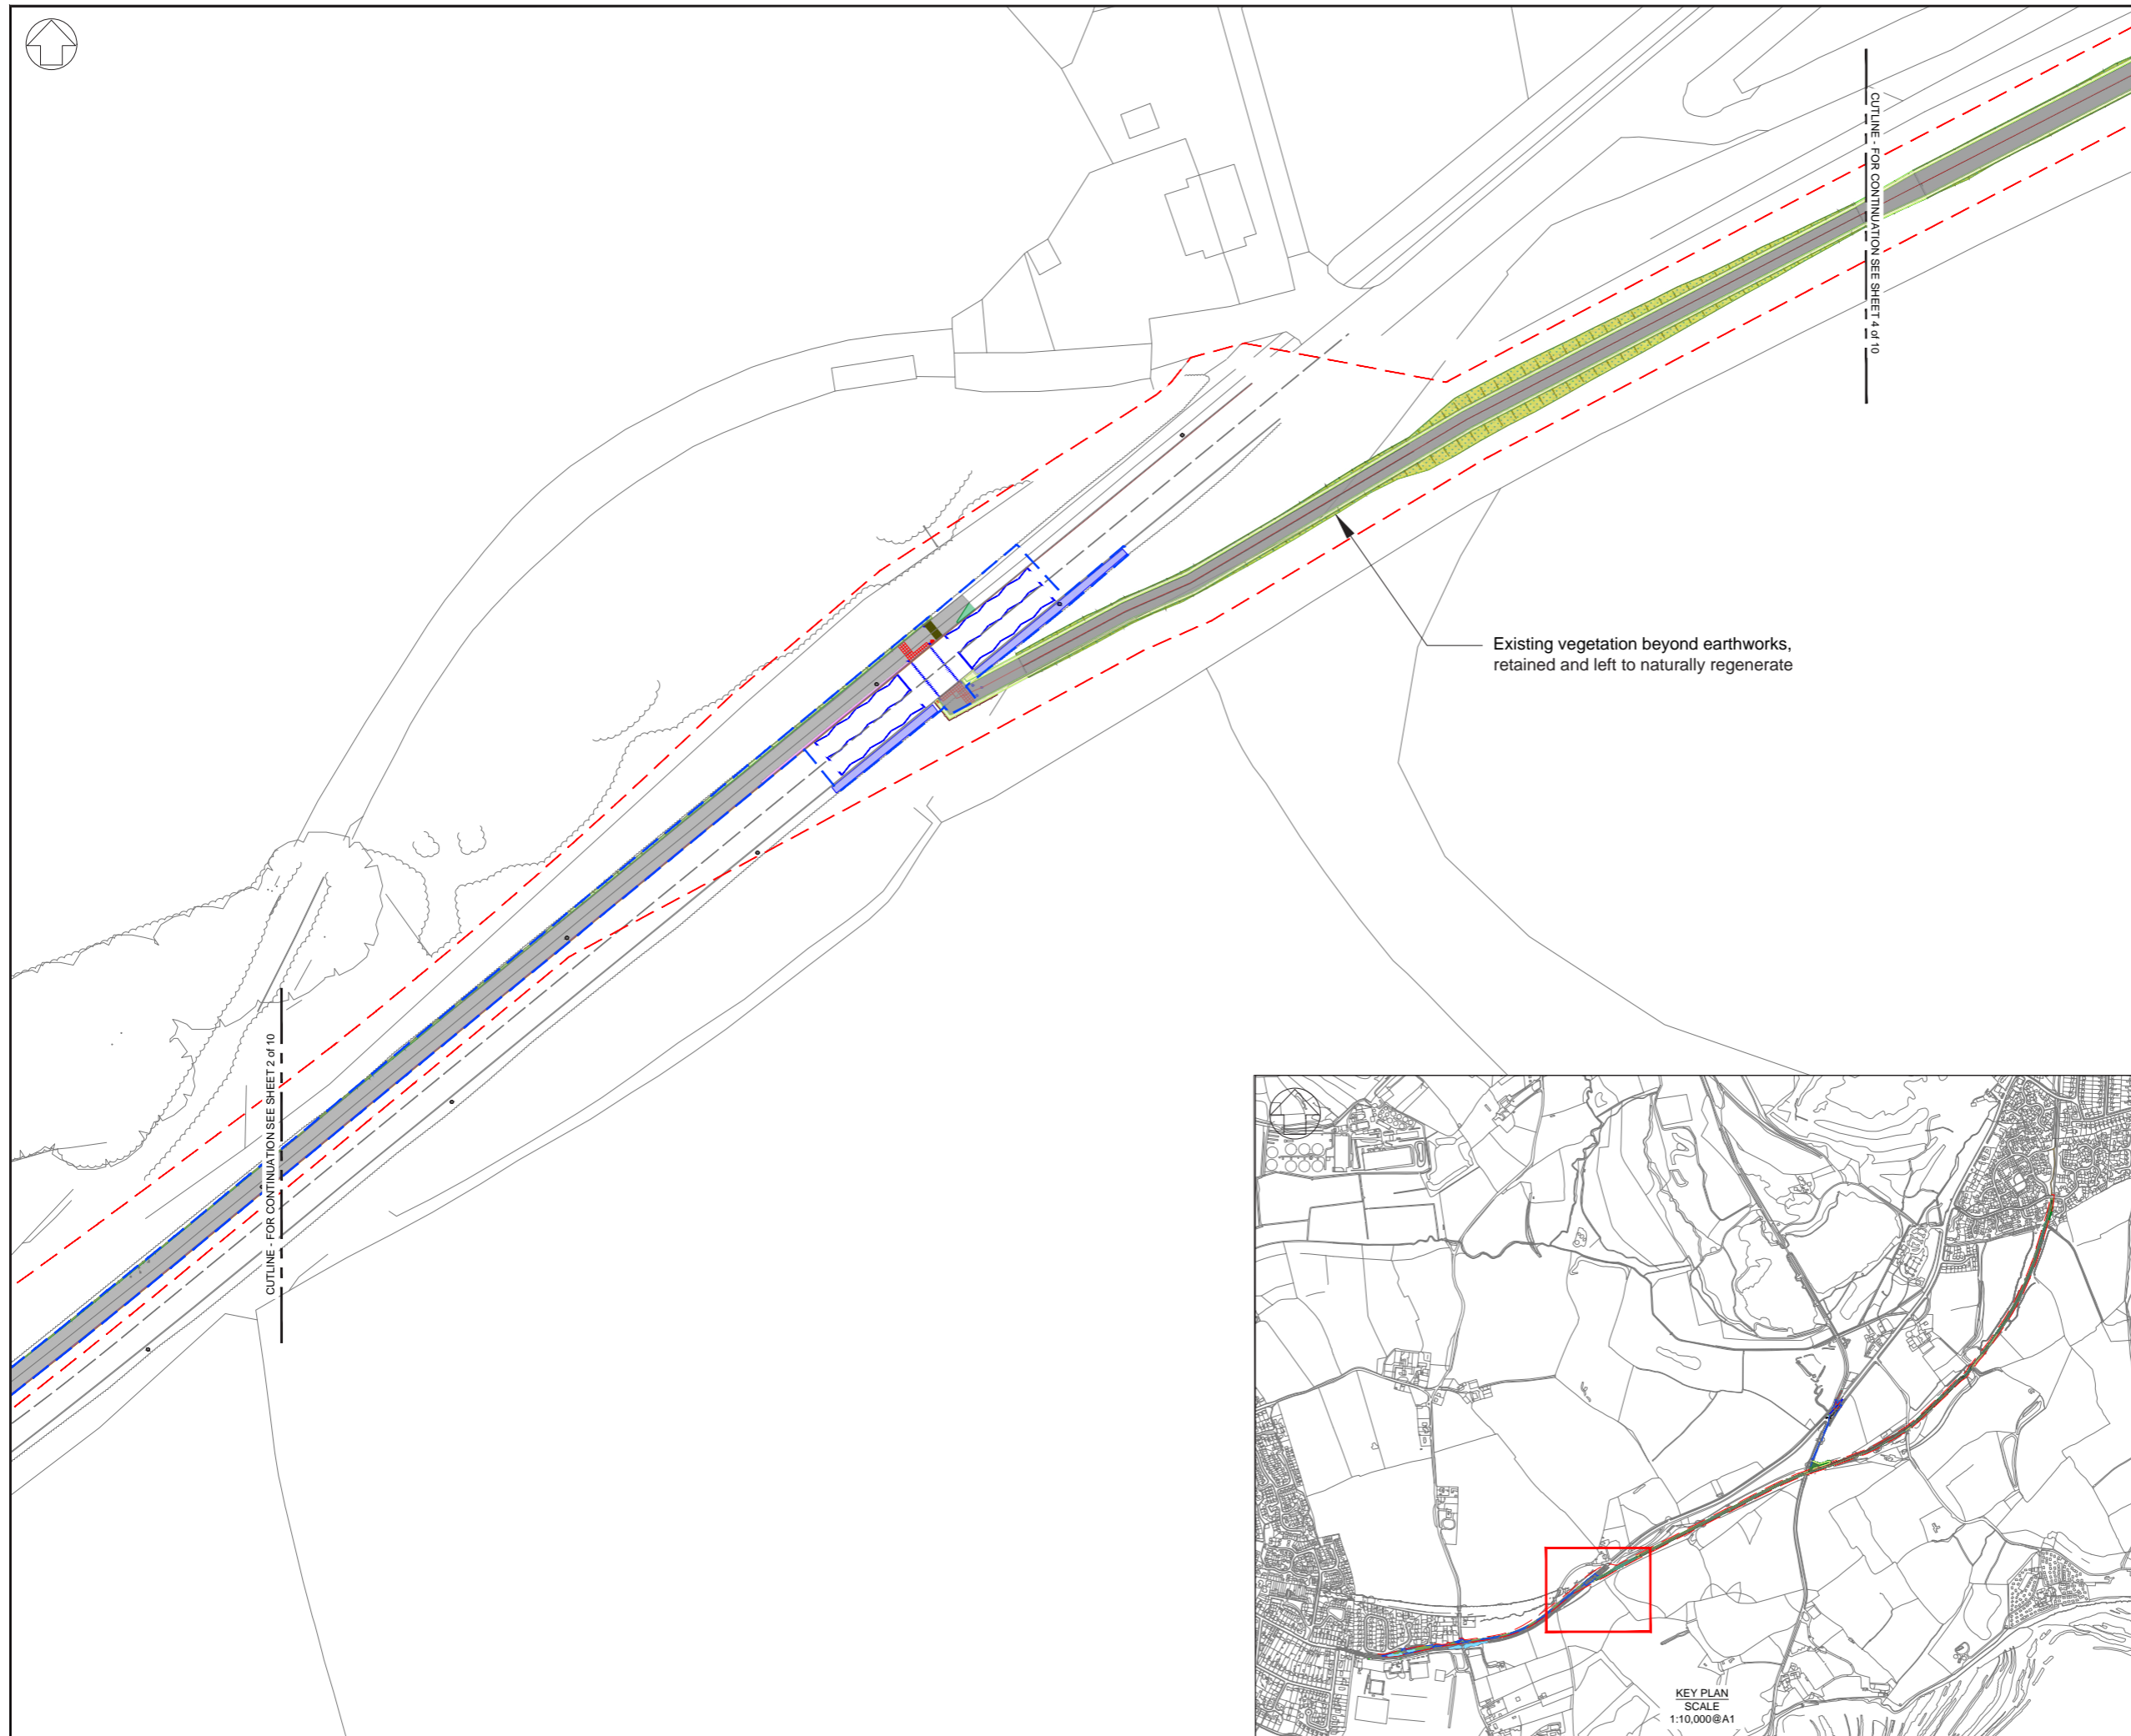 CUTLINE - FOR CONTINUATION SEE SHEET 4 of 10
Existing vegetation beyond earthworks,
retained and left to naturally regenerate
CUTLINE - FOR CONTINUATION SEE SHEET 2 of 10
KEY PLAN
SCALE
1:10,000@A1